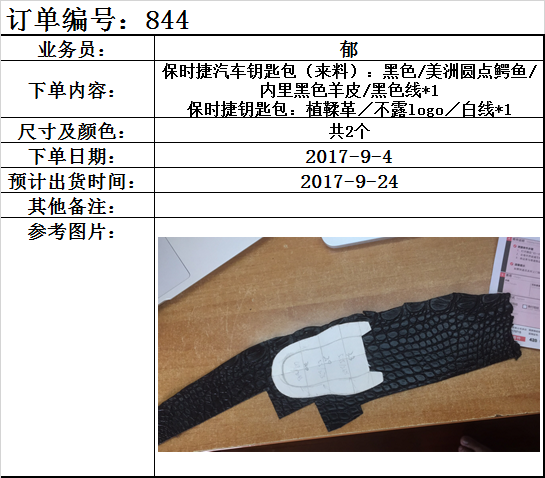 订单编号：844
业务员：
郁
下单内容：
保时捷汽车钥匙包（来料）：黑色/美洲圆点鳄鱼/
内里黑色羊皮/黑色线*1
保时捷钥匙包：植鞣革／不露logo／白线*1
尺寸及颜色：
共2个
下单日期：
2017-9-4
预计出货时间：
2017-9-24
其他备注：
参考图片：